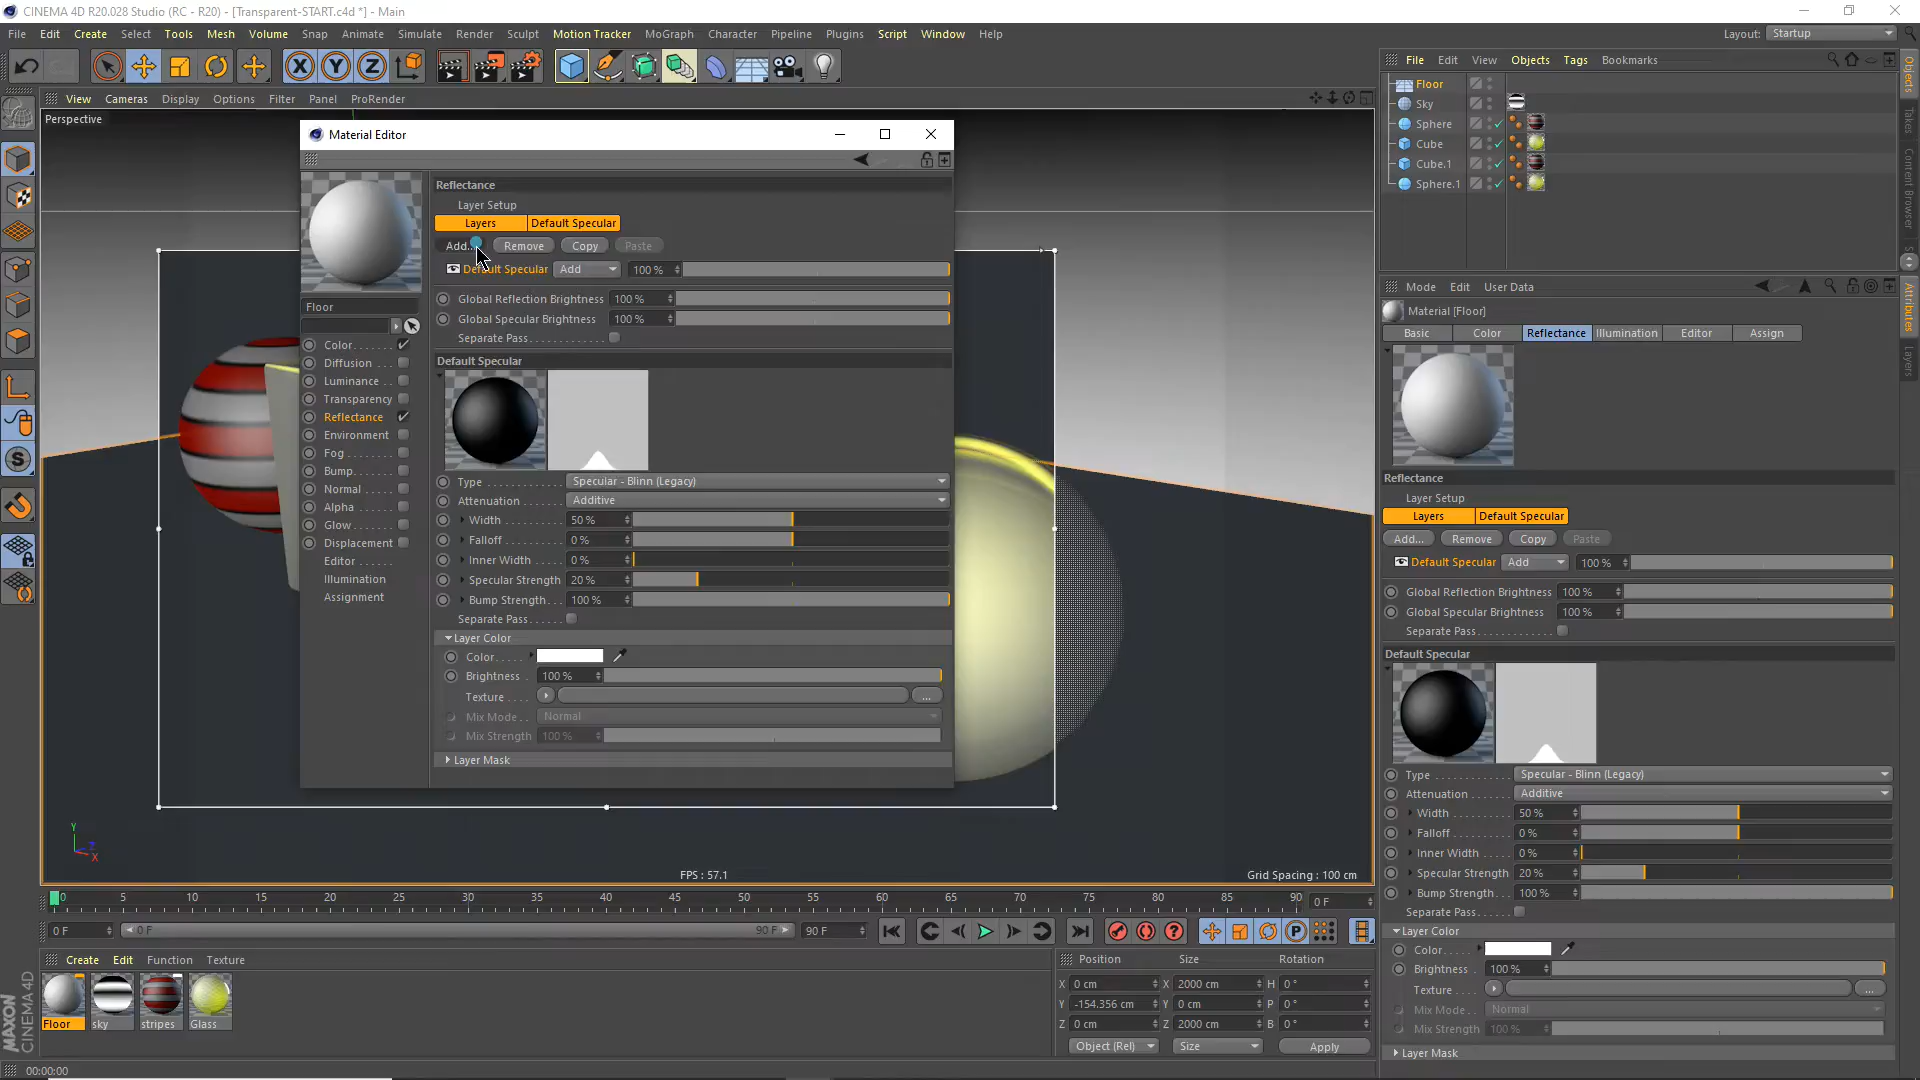 CINEMA 4D R20.028 Studio (RC - R20) - [Transparent-START.c4d *] - Main
File Edit Create Select Tools Mesh Volume Snap Animate Simulate Render Sculpt Motion Tracker MoGraph Character Pipeline Plugins Script Window Help
Layout: Startup
View Cameras Display Options Filter Panel ProRender
Perspective
Material Editor
Reflectance
Layer Setup
Layers Default Specular
Add... Remove Copy Paste
Default Specular Add 100 %
Global Reflection Brightness 100 %
Global Specular Brightness 100 %
Separate Pass
Floor
Color
Diffusion
Luminance
Transparency
Reflectance
Environment
Fog
Bump
Normal
Alpha
Glow
Displacement
Editor
Illumination
Assignment
Default Specular
Type Specular - Blinn (Legacy)
Attenuation Additive
Width 50 %
Falloff 0 %
Inner Width 0 %
Specular Strength 20 %
Bump Strength 100 %
Separate Pass
Layer Color
Color
Brightness 100 %
Texture ...
Mix Mode Normal
Mix Strength 100 %
Layer Mask
Y
Z
X
FPS : 57.1
Grid Spacing : 100 cm
File Edit View Objects Tags Bookmarks
Floor
Sky
Sphere
Cube
Cube.1
Sphere.1
Objects
Takes
Content Browser
Structure
Mode Edit User Data
Material [Floor]
Basic Color Reflectance Illumination Editor Assign
Attributes
Layers
Reflectance
Layer Setup
Layers Default Specular
Add... Remove Copy Paste
Default Specular Add 100 %
Global Reflection Brightness 100 %
Global Specular Brightness 100 %
Separate Pass
Default Specular
Type Specular - Blinn (Legacy)
Attenuation Additive
Width 50 %
Falloff 0 %
Inner Width 0 %
Specular Strength 20 %
Bump Strength 100 %
Separate Pass
Layer Color
Color
Brightness 100 %
Texture ...
Mix Mode Normal
Mix Strength 100 %
Layer Mask
0 5 10 15 20 25 30 35 40 45 50 55 60 65 70 75 80 85 90 0 F
0 F 0 F 90 F 90 F
Create Edit Function Texture
Floor sky stripes Glass
Position Size Rotation
X 0 cm X 2000 cm H 0 °
Y -154.356 cm Y 0 cm P 0 °
Z 0 cm Z 2000 cm B 0 °
Object (Rel) Size Apply
MAXON
CINEMA 4D
00:00:00